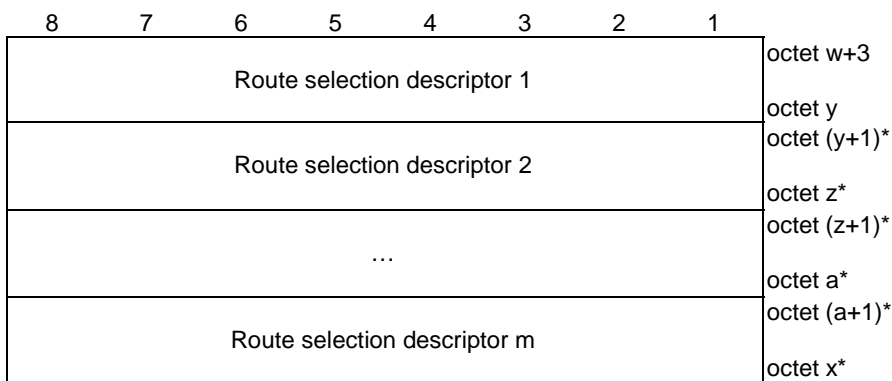 8 7 6 5 4 3 2 1
octet w+3
Route selection descriptor 1
octet y
octet (y+1)*
Route selection descriptor 2
octet z*
octet (z+1)*
…
octet a*
octet (a+1)*
Route selection descriptor m
octet x*